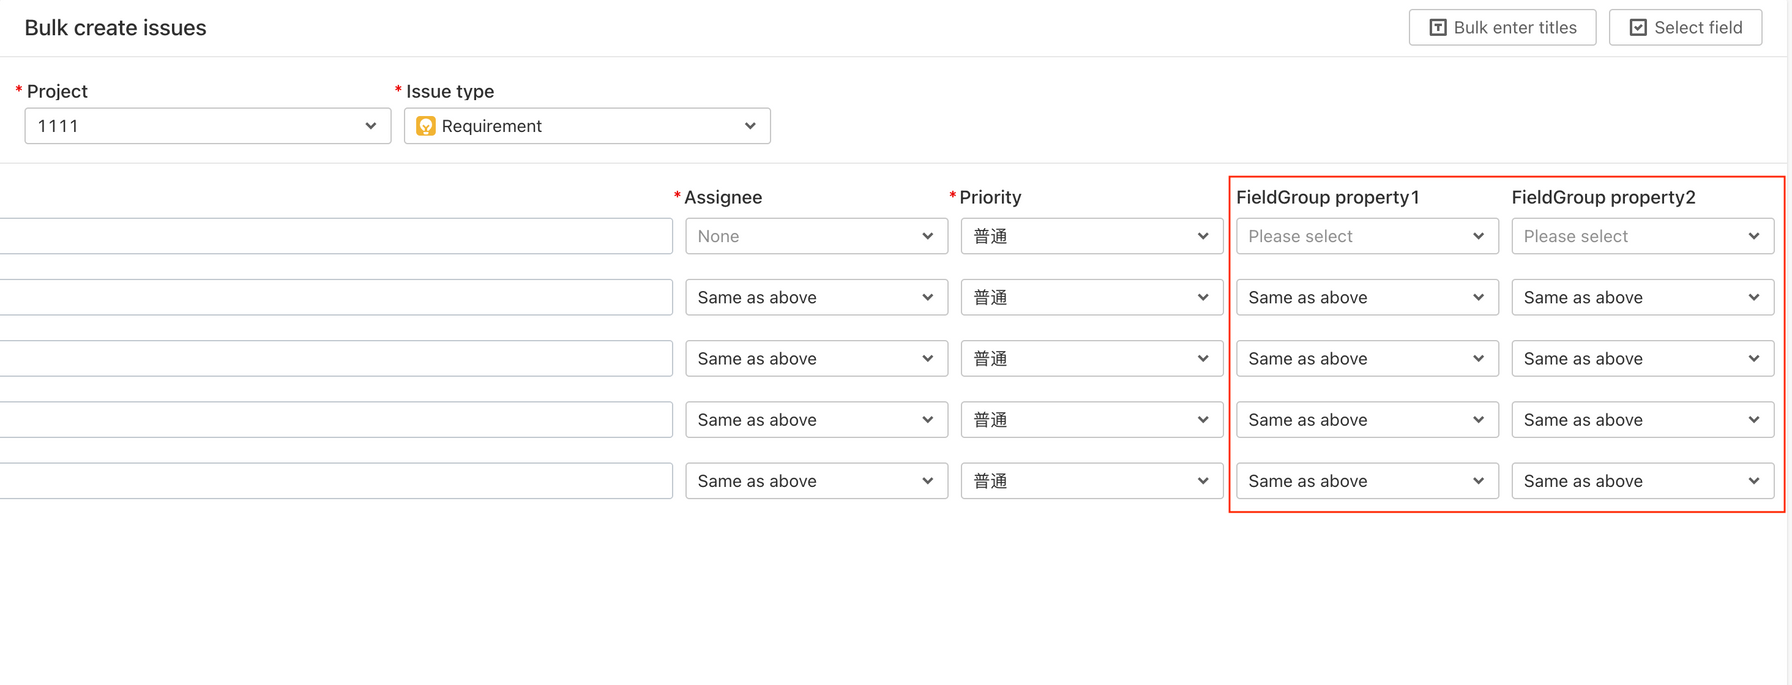 Bulk create issues
Bulk enter titles
Select field
* Project
* Issue type
1111
Requirement
* Assignee * Priority FieldGroup property1 FieldGroup property2
None 普通 Please select Please select
Same as above 普通 Same as above Same as above
Same as above 普通 Same as above Same as above
Same as above 普通 Same as above Same as above
Same as above 普通 Same as above Same as above